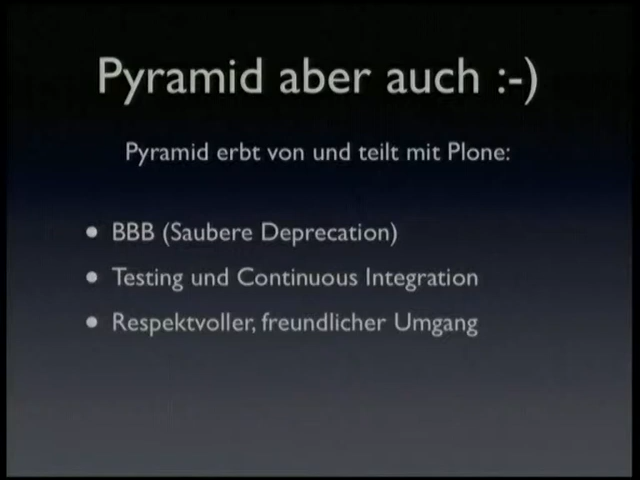 Pyramid aber auch :-)
Pyramid erbt von und teilt mit Plone:
• BBB (Saubere Deprecation)
• Testing und Continuous Integration
• Respektvoller, freundlicher Umgang